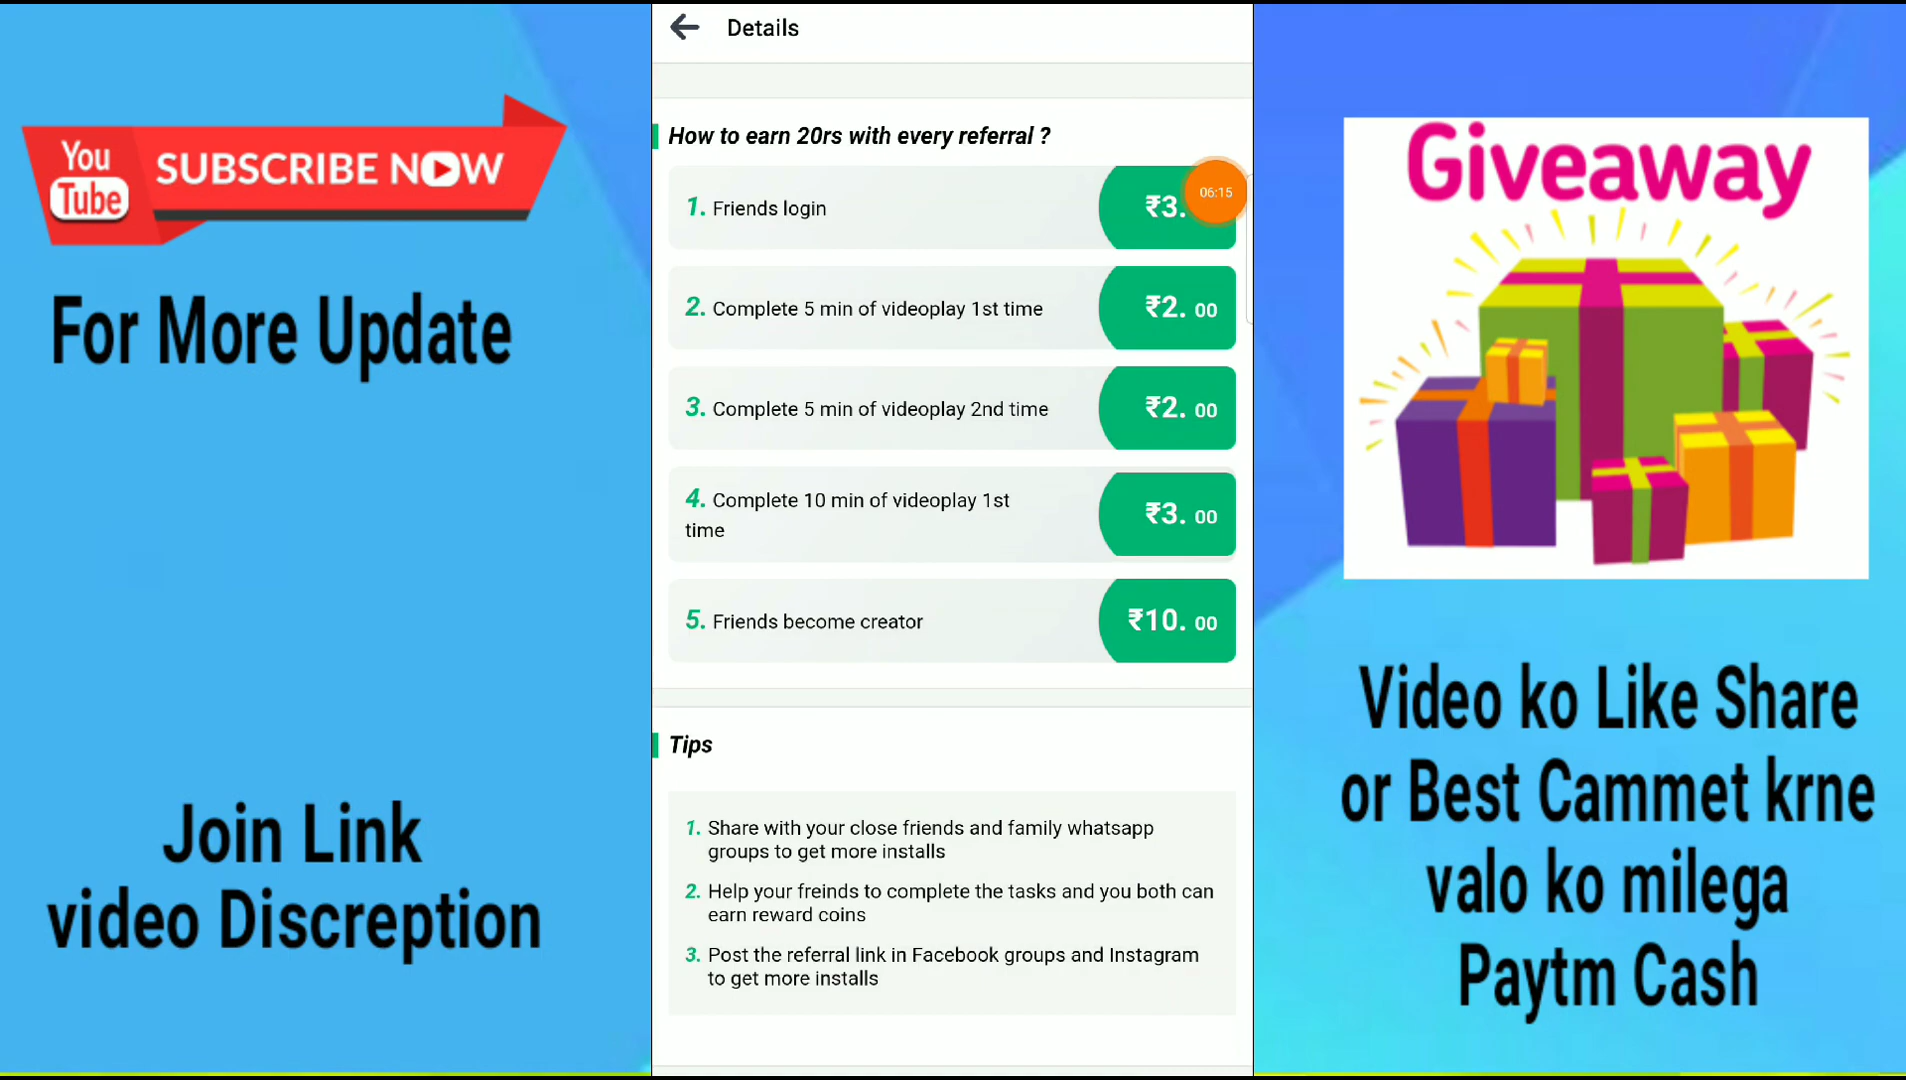 You
Tube
SUBSCRIBE NOW
For More Update
Join Link
video Discreption
Details
How to earn 20rs with every referral ?
1. Friends login
₹3.
06:15
2. Complete 5 min of videoplay 1st time
₹2. 00
3. Complete 5 min of videoplay 2nd time
₹2. 00
4. Complete 10 min of videoplay 1st
time
₹3. 00
5. Friends become creator
₹10. 00
Tips
1. Share with your close friends and family whatsapp
groups to get more installs
2. Help your freinds to complete the tasks and you both can
earn reward coins
3. Post the referral link in Facebook groups and Instagram
to get more installs
Giveaway
Video ko Like Share
or Best Cammet krne
valo ko milega
Paytm Cash